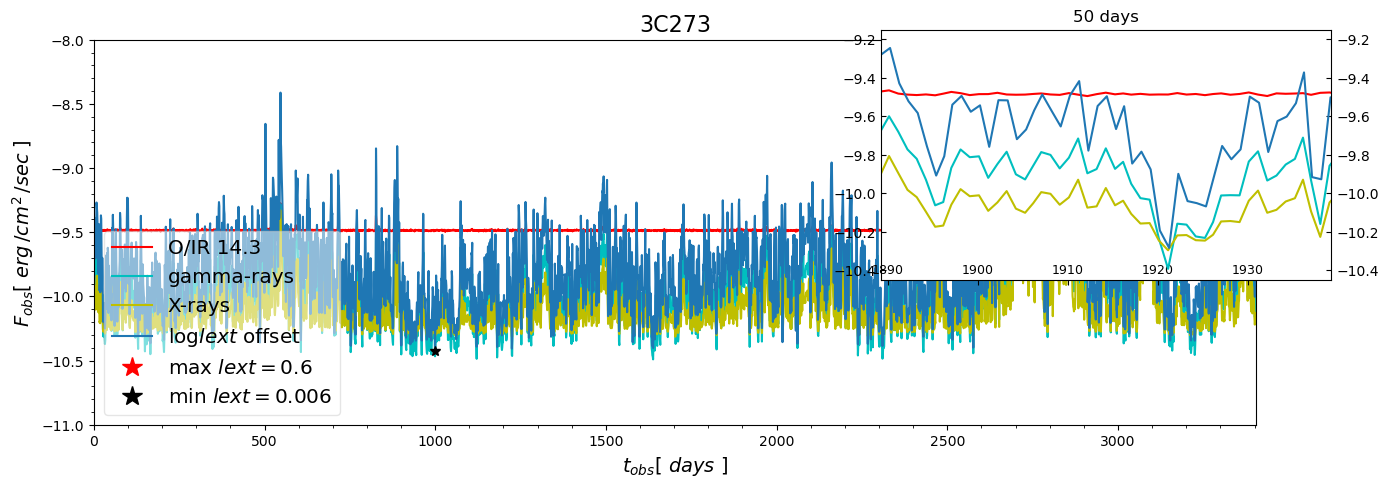 3C273
50 days
F_obs[ erg /cm² /sec ]
−8.0
−8.5
−9.0
−9.5
−10.0
−10.5
−11.0
−9.2
−9.4
−9.6
−9.8
−10.0
−10.2
−10.4
−9.2
−9.4
−9.6
−9.8
−10.0
−10.2
−10.4
1890 1900 1910 1920 1930
O/IR 14.3
gamma-rays
X-rays
loglext offset
max lext = 0.6
min lext = 0.006
0 500 1000 1500 2000 2500 3000
t_obs[ days ]